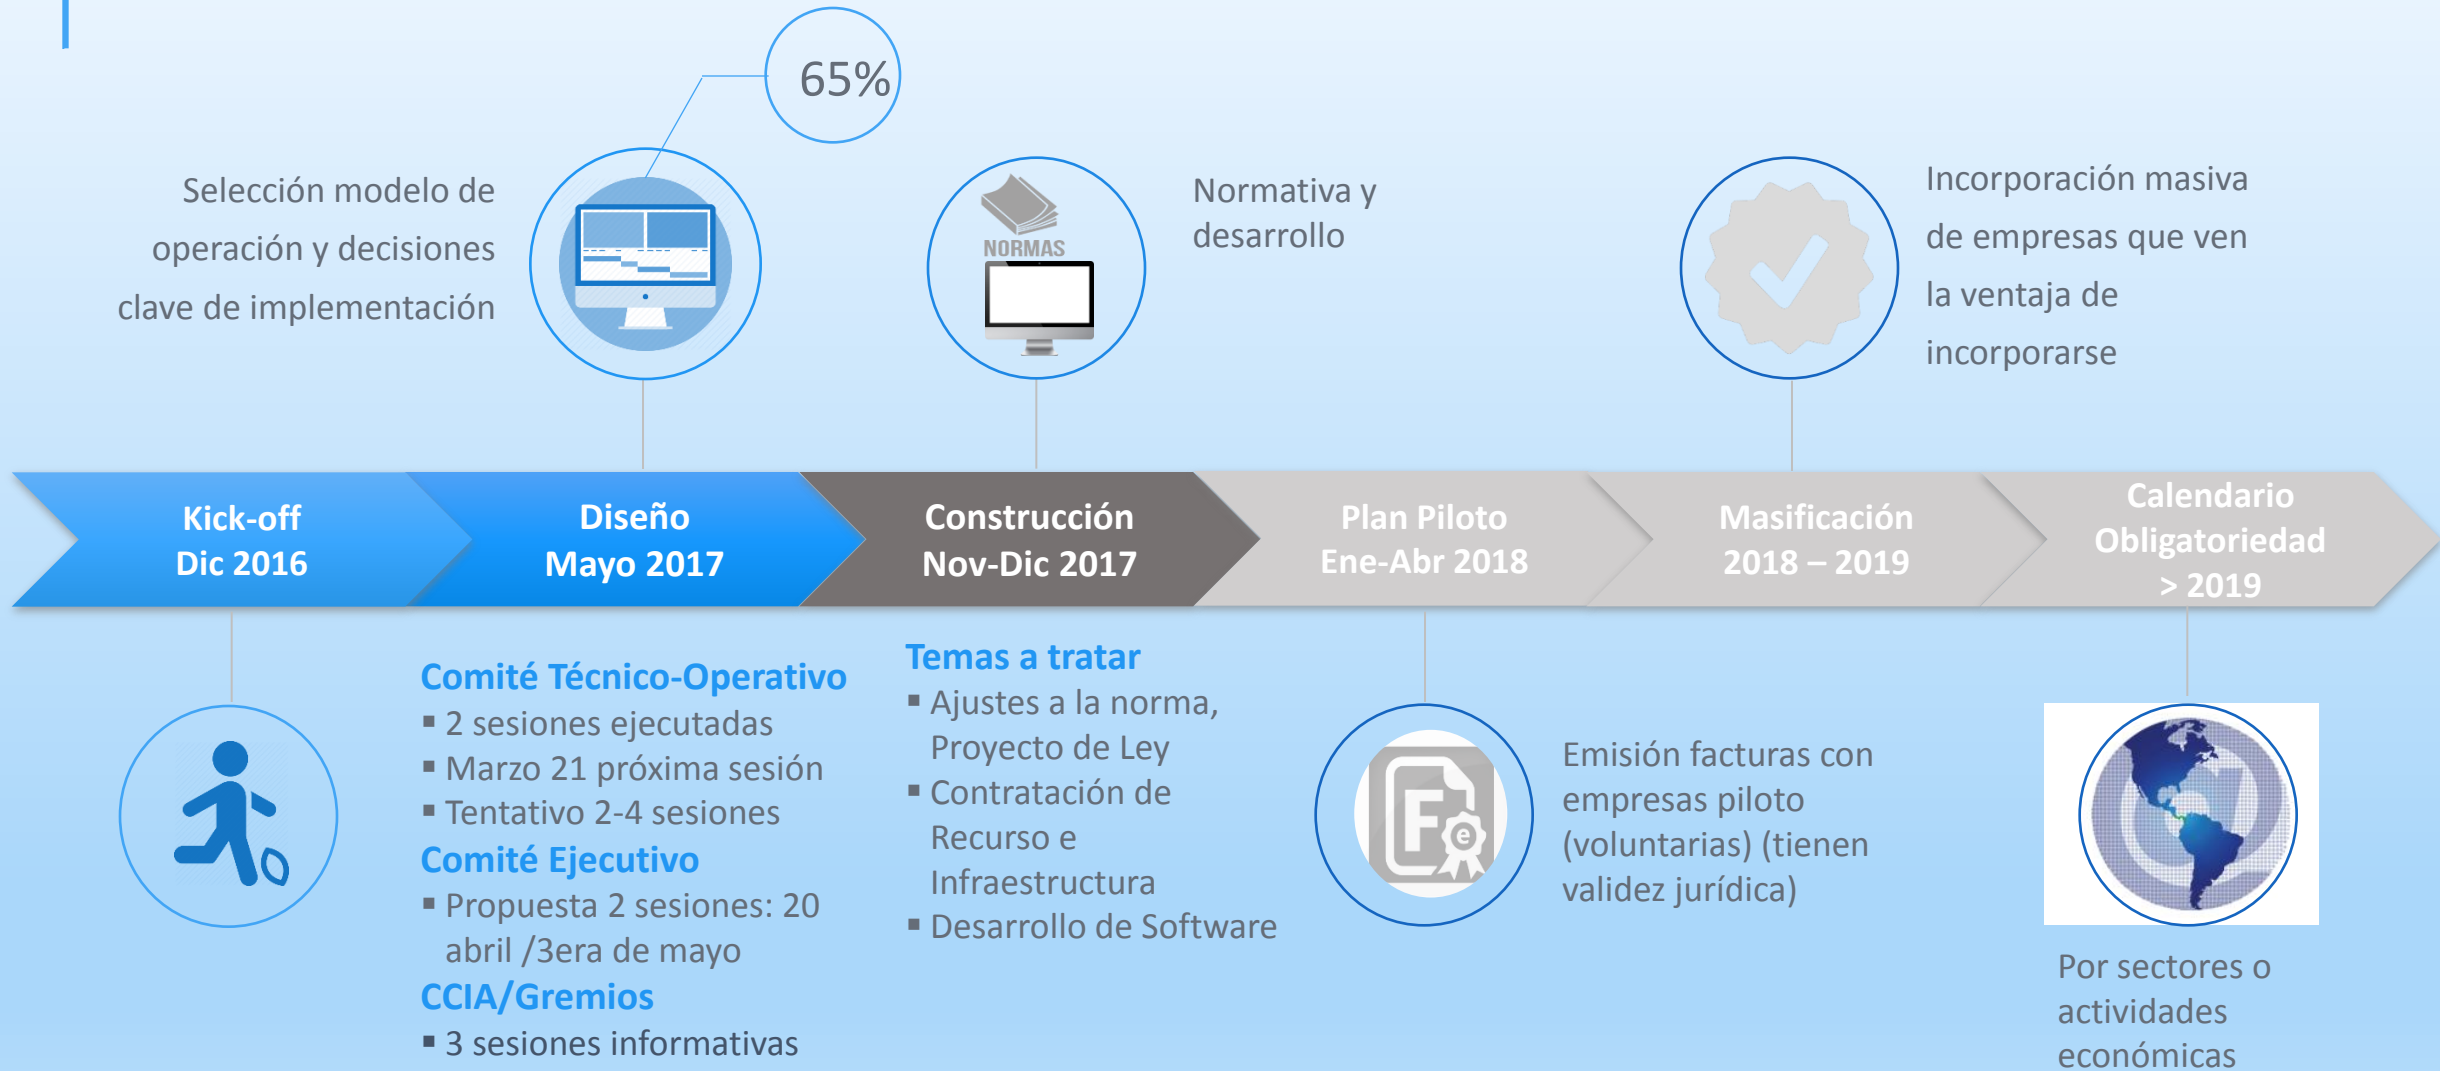 65%
Selección modelo de
operación y decisiones
clave de implementación
NORMAS
Normativa y
desarrollo
Incorporación masiva
de empresas que ven
la ventaja de
incorporarse
Kick-off
Dic 2016
Diseño
Mayo 2017
Construcción
Nov-Dic 2017
Plan Piloto
Ene-Abr 2018
Masificación
2018 – 2019
Calendario
Obligatoriedad
> 2019
Comité Técnico-Operativo
▪ 2 sesiones ejecutadas
▪ Marzo 21 próxima sesión
▪ Tentativo 2-4 sesiones
Comité Ejecutivo
▪ Propuesta 2 sesiones: 20
abril /3era de mayo
CCIA/Gremios
▪ 3 sesiones informativas
Temas a tratar
▪ Ajustes a la norma,
Proyecto de Ley
▪ Contratación de
Recurso e
Infraestructura
▪ Desarrollo de Software
F
e
Emisión facturas con
empresas piloto
(voluntarias) (tienen
validez jurídica)
@
Por sectores o
actividades
económicas